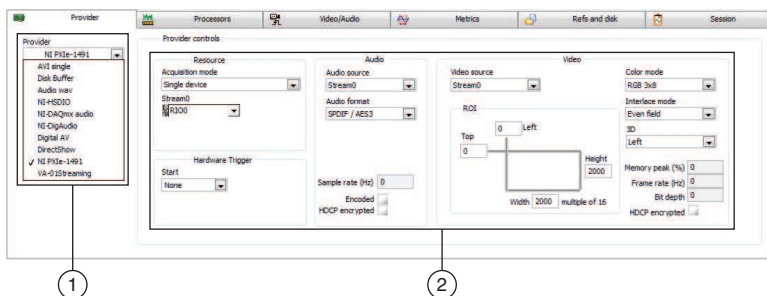 Provider
Processors
Video/Audio
Metrics
Refs and disk
Session
Provider
NI PXIe-1491
AVI single
Disk Buffer
Audio wav
NI-HSDIO
NI-DAQmx audio
NI-DigAudio
Digital AV
DirectShow
✓ NI PXIe-1491
VA-01Streaming
Provider controls
Resource
Acquisition mode
Single device
Stream0
RIO0
Hardware Trigger
Start
None
Audio
Audio source
Stream0
Audio format
SPDIF / AES3
Sample rate (Hz) 0
Encoded
HDCP encrypted
Video
Video source
Stream0
ROI
0 Left
Top
0
Height
2000
Width 2000 multiple of 16
Color mode
RGB 3x8
Interlace mode
Even field
3D
Left
Memory peak (%) 0
Frame rate (Hz) 0
Bit depth 0
HDCP encrypted
1
2